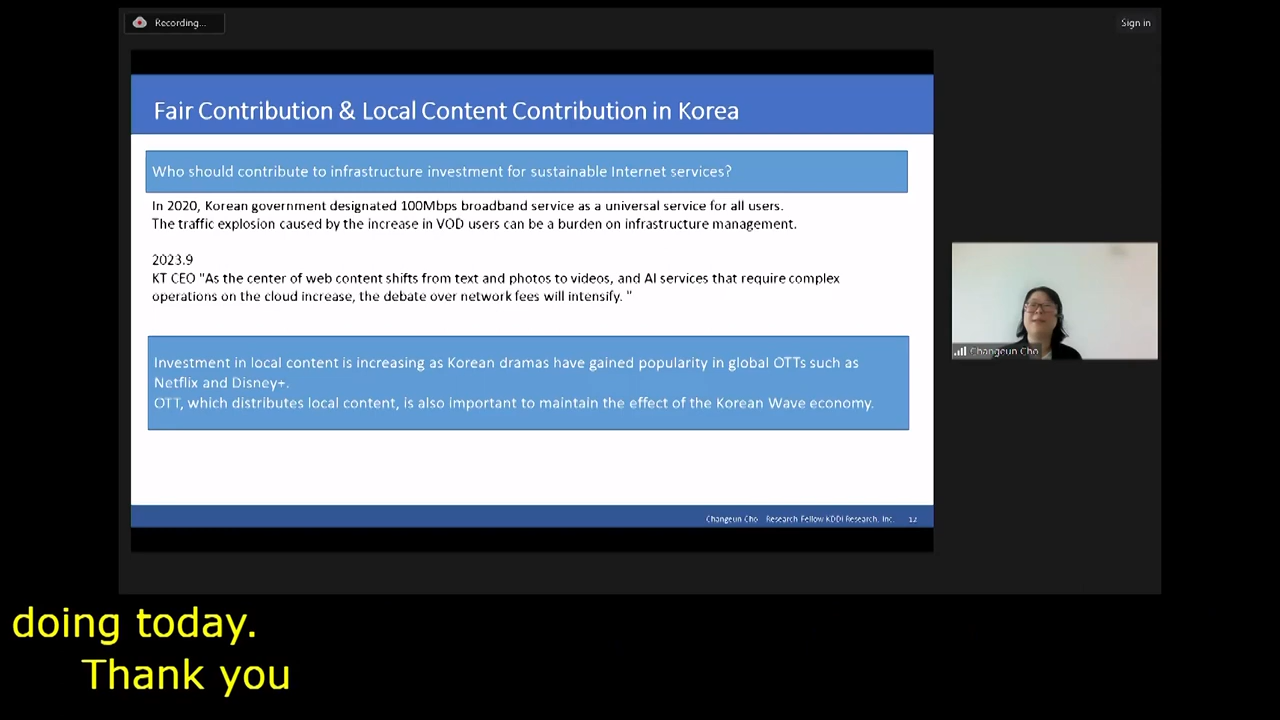 Recording...
Sign in
Fair Contribution & Local Content Contribution in Korea
Who should contribute to infrastructure investment for sustainable Internet services?
In 2020, Korean government designated 100Mbps broadband service as a universal service for all users.
The traffic explosion caused by the increase in VOD users can be a burden on infrastructure management.
2023.9
KT CEO "As the center of web content shifts from text and photos to videos, and AI services that require complex
operations on the cloud increase, the debate over network fees will intensify. "
Investment in local content is increasing as Korean dramas have gained popularity in global OTTs such as
Netflix and Disney+.
OTT, which distributes local content, is also important to maintain the effect of the Korean Wave economy.
Changeun Cho
Changeun Cho Research Fellow KDDI Research, Inc. 12
doing today.
Thank you